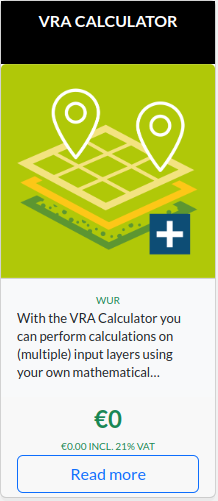 VRA CALCULATOR
WUR
With the VRA Calculator you
can perform calculations on
(multiple) input layers using
your own mathematical...
€0
€0.00 INCL. 21% VAT
Read more